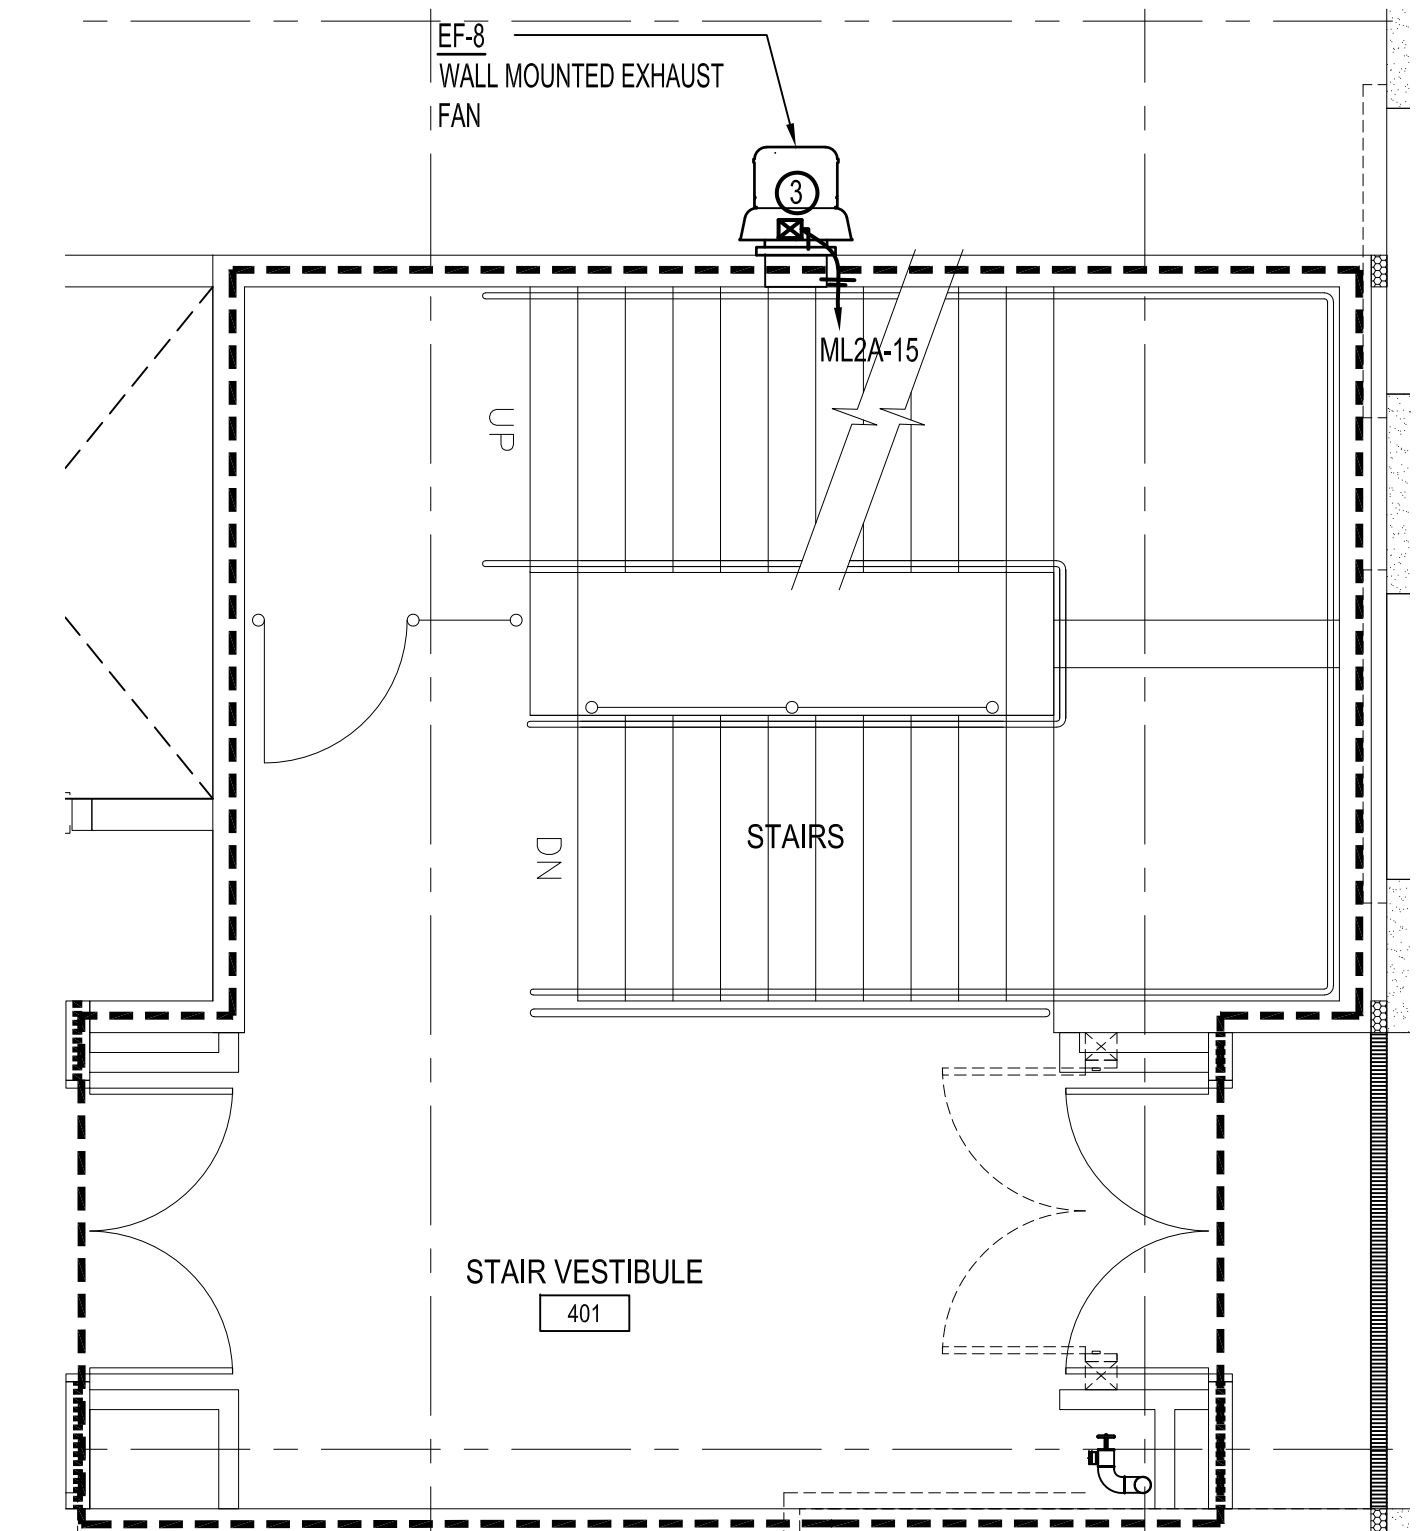 EF-8
WALL MOUNTED EXHAUST
FAN
3
ML2A-15
UP
STAIRS
DN
STAIR VESTIBULE
401